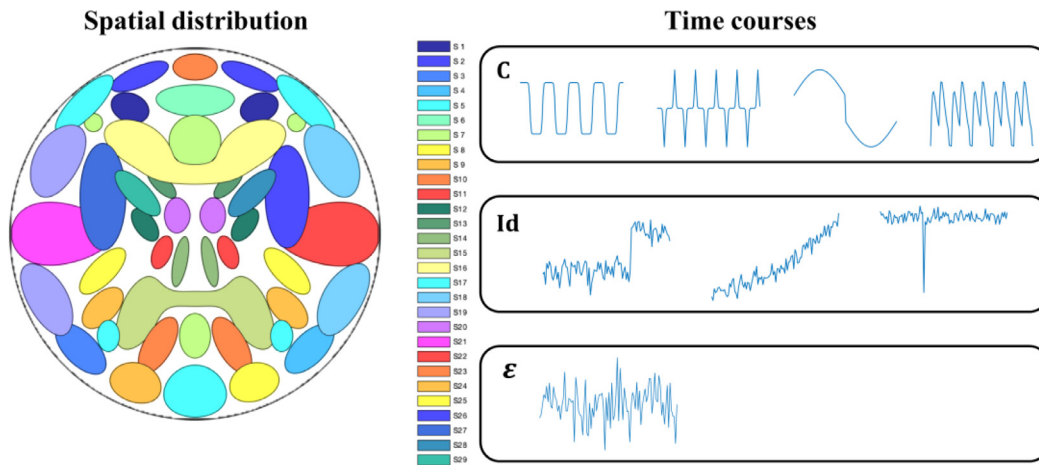 Spatial distribution
Time courses
S 1
S 2
S 3
S 4
S 5
S 6
S 7
S 8
S 9
S10
S11
S12
S13
S14
S15
S16
S17
S18
S19
S20
S21
S22
S23
S24
S25
S26
S27
S28
S29
C
Id
ε